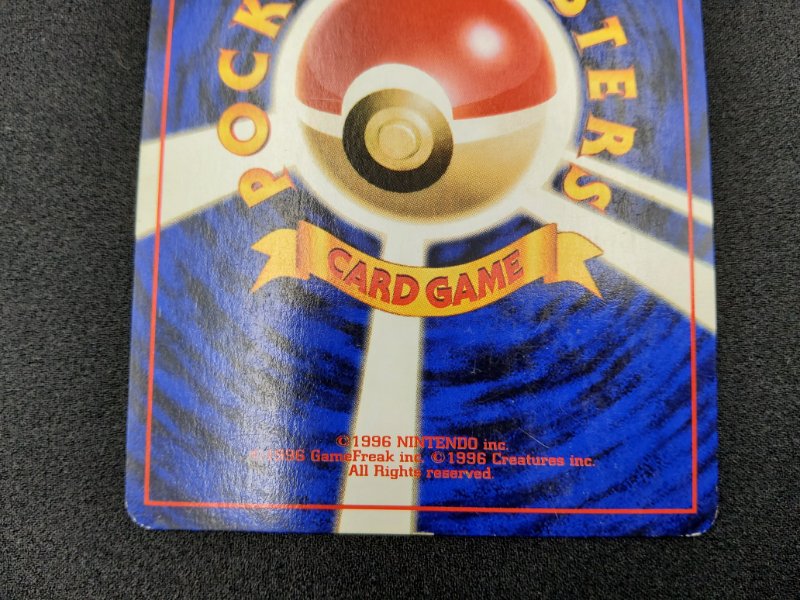 POCK
STERS
CARD GAME
©1996 NINTENDO inc.
©1996 GameFreak inc. ©1996 Creatures inc.
All Rights reserved.